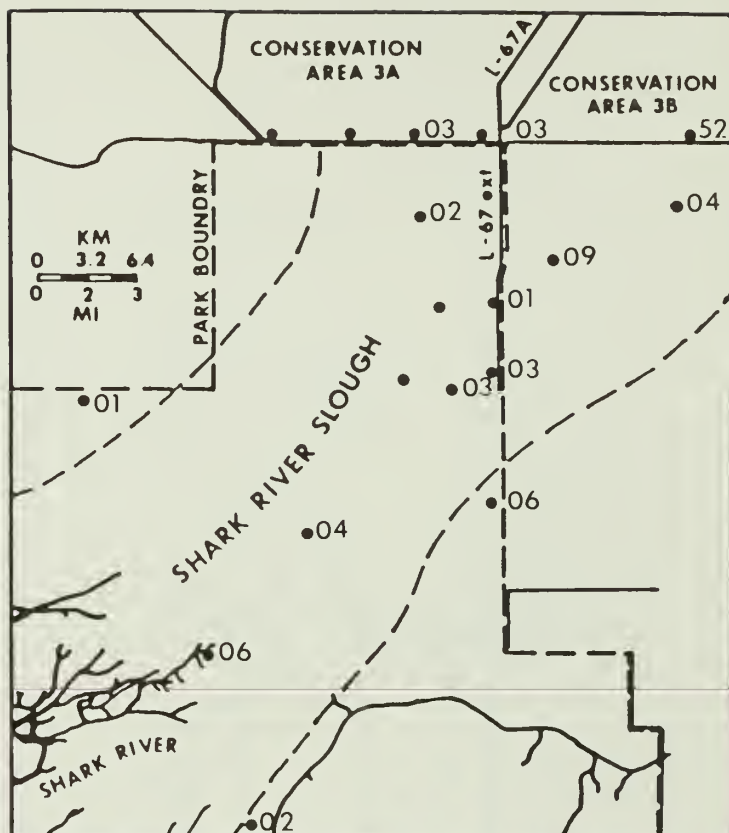 CONSERVATION
AREA 3A
L-67A
CONSERVATION
AREA 3B
03
03
52
L-67 ext
02
04
PARK BOUNDRY
KM
0 3.2 6.4
0 2 3
MI
09
01
03
03
01
SHARK RIVER SLOUGH
06
04
06
SHARK RIVER
02